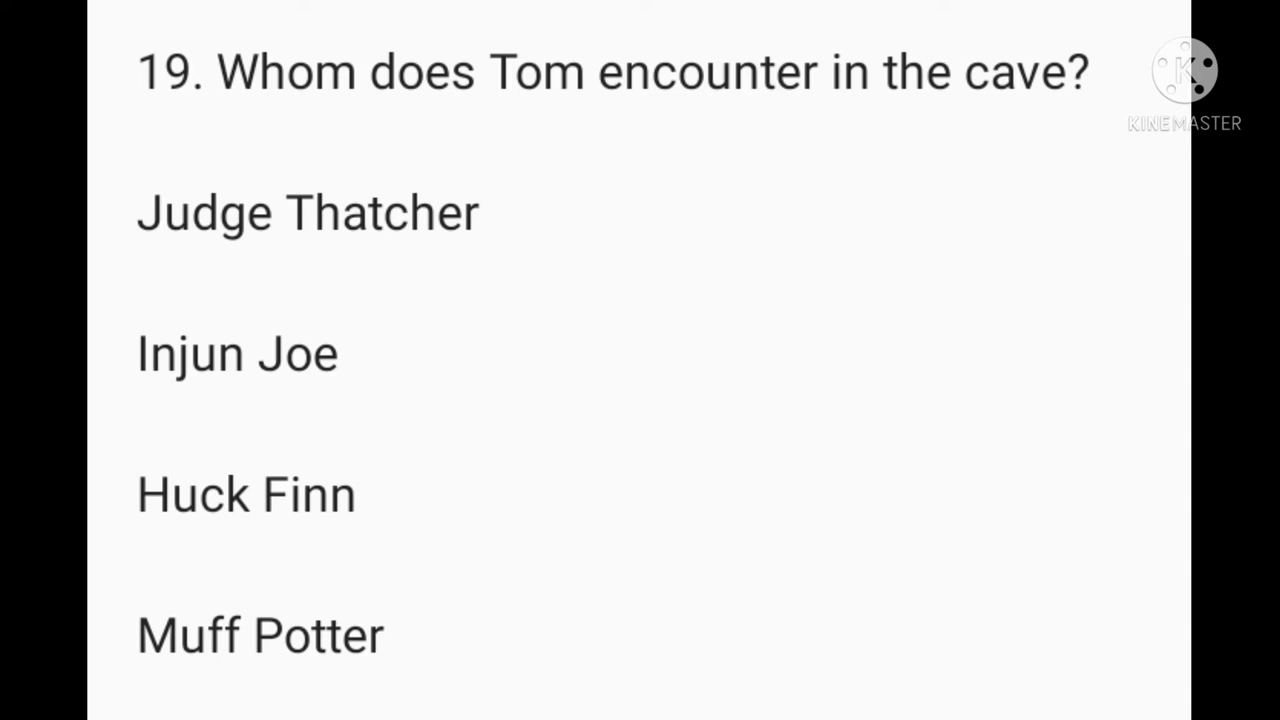 19. Whom does Tom encounter in the cave?
KINEMASTER
Judge Thatcher
Injun Joe
Huck Finn
Muff Potter